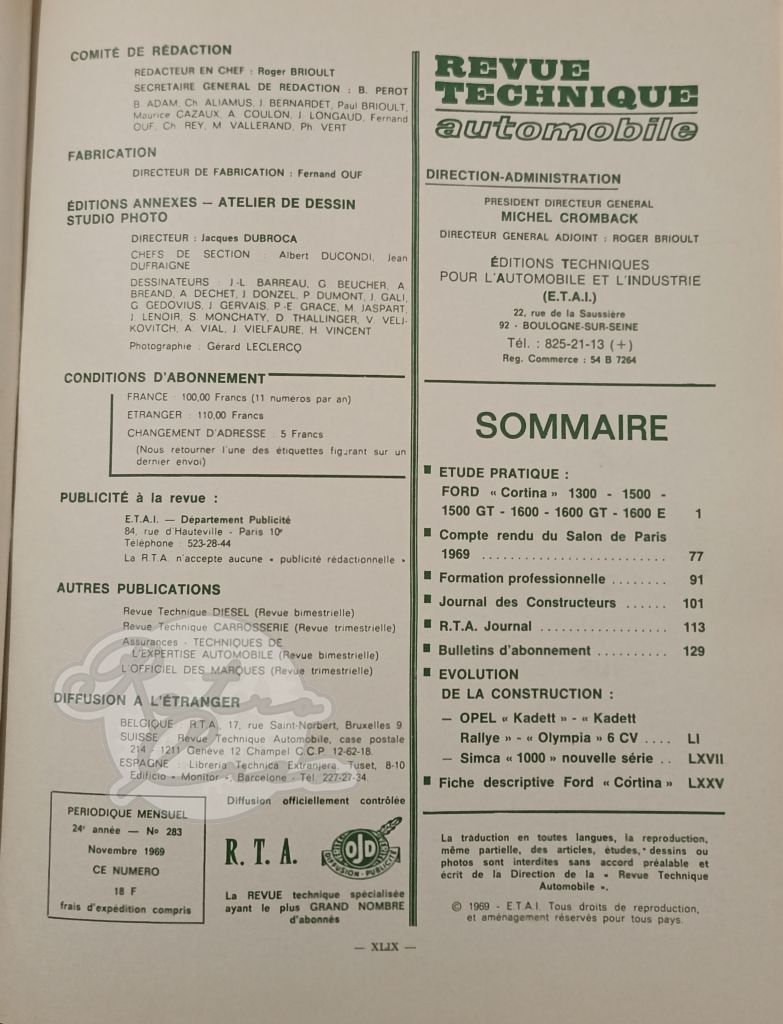 COMITÉ DE RÉDACTION
REDACTEUR EN CHEF : Roger BRIOULT
SECRETAIRE GENERAL DE REDACTION : B. PEROT
B. ADAM, Ch. ALIAMUS, J. BERNARDET, Paul BRIOULT,
Maurice CAZAUX, A. COULON, J. LONGAUD, Fernand
OUF, Ch. REY, M. VALLERAND, Ph. VERT
FABRICATION
DIRECTEUR DE FABRICATION : Fernand OUF
ÉDITIONS ANNEXES — ATELIER DE DESSIN
STUDIO PHOTO
DIRECTEUR : Jacques DUBROCA
CHEFS DE SECTION : Albert DUCONDI, Jean
DUFRAIGNE
DESSINATEURS : J.-L. BARREAU, G. BEUCHER, A.
BREAND, A. DECHET, J. DONZEL, P. DUMONT, J. GALI,
G. GEDOVIUS, J. GERVAIS, P.-E. GRACE, M. JASPART,
J. LENOIR, S. MONCHATY, D. THALLINGER, V. VELJ-
KOVITCH, A. VIAL, J. VIELFAURE, H. VINCENT
Photographie : Gérard LECLERCQ
CONDITIONS D'ABONNEMENT
FRANCE : 100,00 Francs (11 numéros par an)
ETRANGER : 110,00 Francs
CHANGEMENT D'ADRESSE : 5 Francs
(Nous retourner l'une des étiquettes figurant sur un
dernier envoi)
PUBLICITÉ à la revue :
E.T.A.I. — Département Publicité
84, rue d'Hauteville - Paris 10e
Téléphone : 523-28-44
La R.T.A. n'accepte aucune « publicité rédactionnelle »
AUTRES PUBLICATIONS
Revue Technique DIESEL (Revue bimestrielle)
Revue Technique CARROSSERIE (Revue trimestrielle)
Assurances - TECHNIQUES DE
L'EXPERTISE AUTOMOBILE (Revue bimestrielle)
L'OFFICIEL DES MARQUES (Revue trimestrielle)
DIFFUSION A L'ÉTRANGER
BELGIQUE : R.T.A., 17, rue Saint-Norbert, Bruxelles 9.
SUISSE : Revue Technique Automobile, case postale
214 - 1211 Genève 12 Champel C.C.P. 12-62-18.
ESPAGNE : Libreria Technica Extranjera, Tuset, 8-10
Edificio « Monitor », Barcelone - Tél. 227-27-34.
PERIODIQUE MENSUEL
24e année — No 283
Novembre 1969
CE NUMERO
18 F
frais d'expédition compris
Diffusion officiellement contrôlée
R. T. A.
OJD
DIFFUSION - PUBLICITÉ
La REVUE technique spécialisée
ayant le plus GRAND NOMBRE
d'abonnés
REVUE
TECHNIQUE
automobile
DIRECTION-ADMINISTRATION
PRESIDENT DIRECTEUR GENERAL
MICHEL CROMBACK
DIRECTEUR GENERAL ADJOINT : ROGER BRIOULT
ÉDITIONS TECHNIQUES
POUR L'AUTOMOBILE ET L'INDUSTRIE
(E.T.A.I.)
22, rue de la Saussière
92 - BOULOGNE-SUR-SEINE
Tél. : 825-21-13 (+)
Reg. Commerce : 54 B 7264
SOMMAIRE
■ ETUDE PRATIQUE :
FORD « Cortina » 1300 - 1500 -
1500 GT - 1600 - 1600 GT - 1600 E 1
■ Compte rendu du Salon de Paris
1969 .......................... 77
■ Formation professionnelle ........ 91
■ Journal des Constructeurs ...... 101
■ R.T.A. Journal .................. 113
■ Bulletins d'abonnement .......... 129
■ EVOLUTION
DE LA CONSTRUCTION :
— OPEL « Kadett » - « Kadett
Rallye » - « Olympia » 6 CV .... LI
— Simca « 1000 » nouvelle série .. LXVII
■ Fiche descriptive Ford « Cortina » LXXV
La traduction en toutes langues, la reproduction,
même partielle, des articles, études, dessins ou
photos sont interdites sans accord préalable et
écrit de la Direction de la « Revue Technique
Automobile ».
© 1969 - E.T.A.I. Tous droits de reproduction,
et aménagement réservés pour tous pays.
— XLIX —
Retro